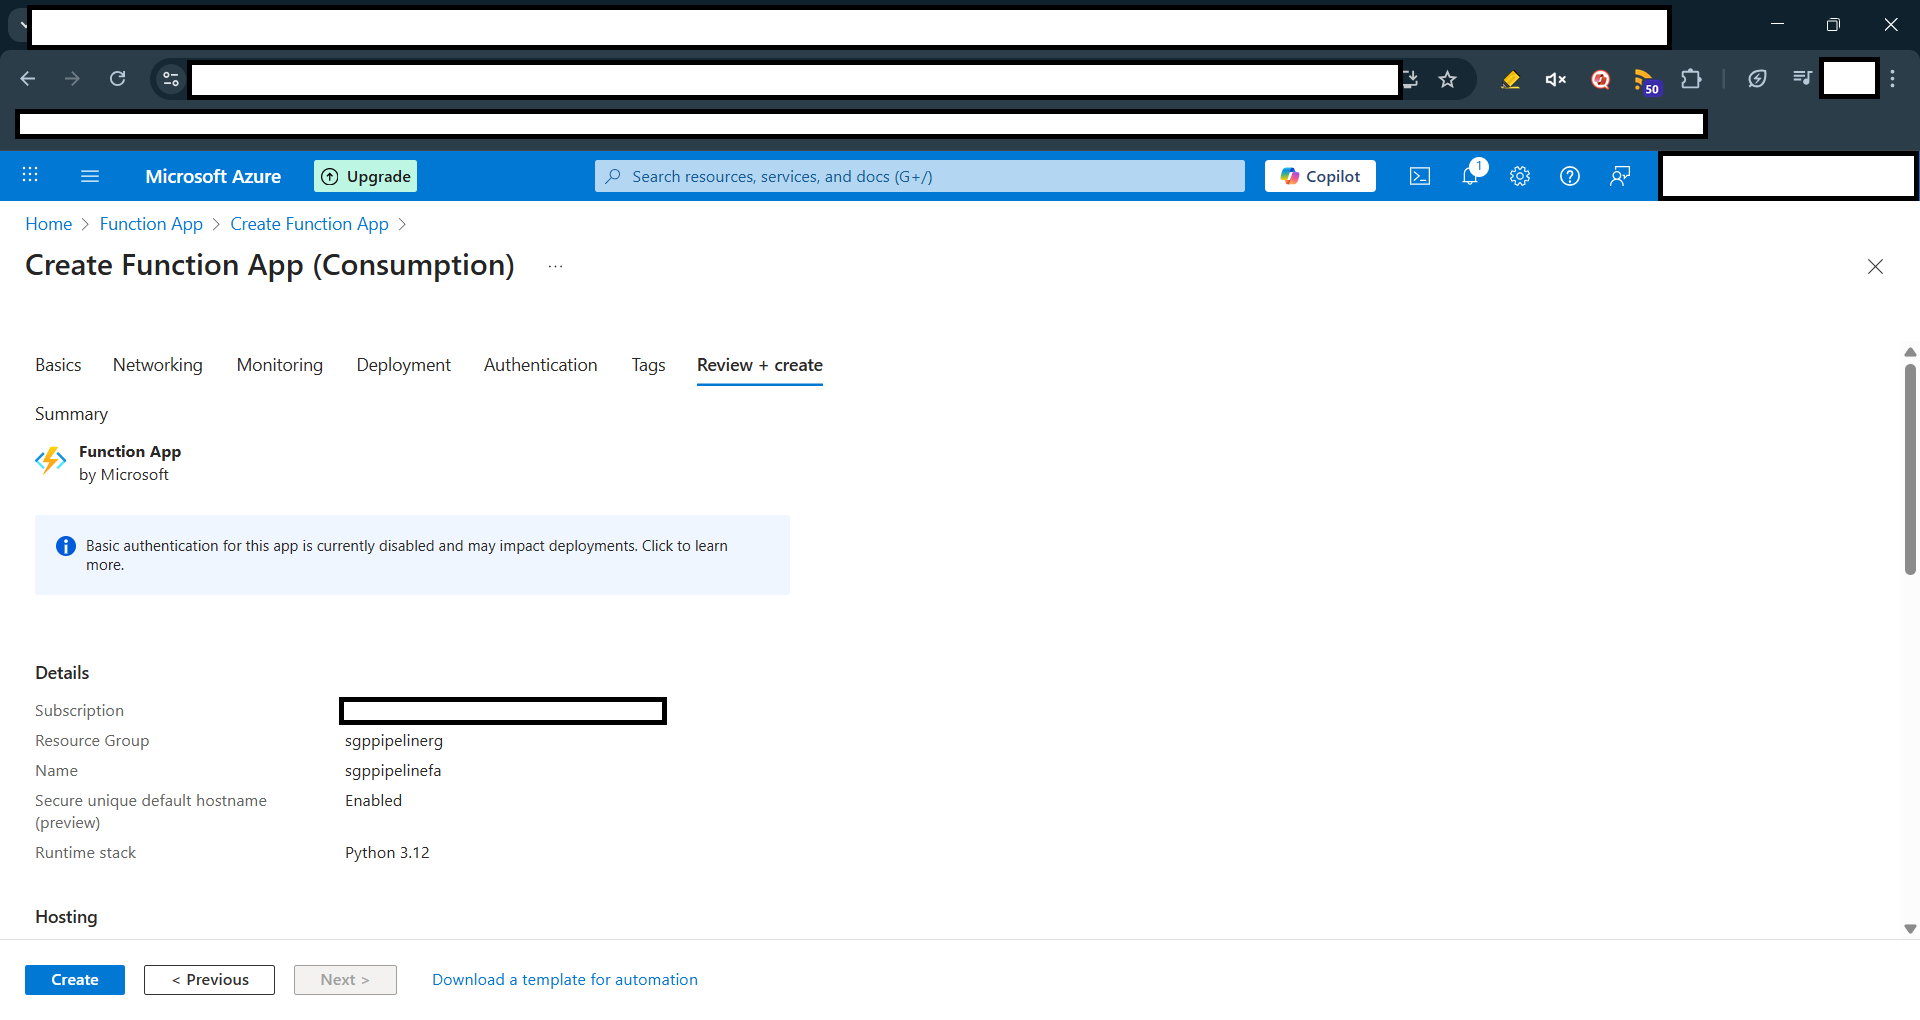 50
Microsoft Azure
Upgrade
Search resources, services, and docs (G+/)
Copilot
1
Home > Function App > Create Function App >
Create Function App (Consumption) ...
Basics
Networking
Monitoring
Deployment
Authentication
Tags
Review + create
Summary
Function App
by Microsoft
Basic authentication for this app is currently disabled and may impact deployments. Click to learn
more.
Details
Subscription
Resource Group
sgppipelinerg
Name
sgppipelinefa
Secure unique default hostname
(preview)
Enabled
Runtime stack
Python 3.12
Hosting
Create
< Previous
Next >
Download a template for automation